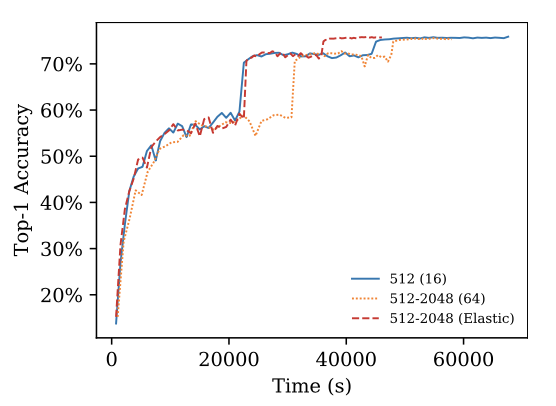 Top-1 Accuracy
70%
60%
50%
40%
30%
20%
512 (16)
512-2048 (64)
512-2048 (Elastic)
0 20000 40000 60000
Time (s)